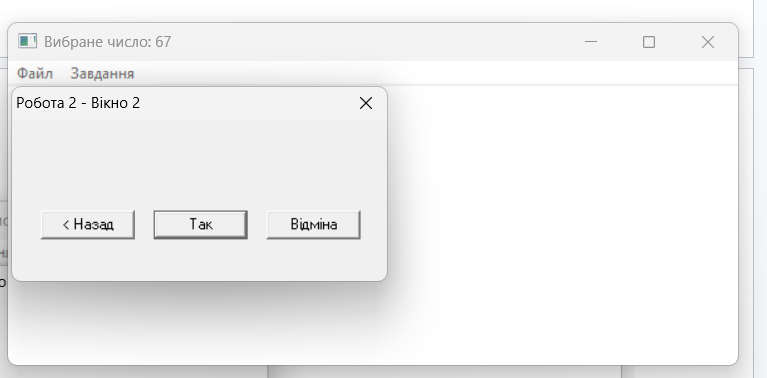 Вибране число: 67
Файл Завдання
Робота 2 - Вікно 2
< Назад Так Відміна